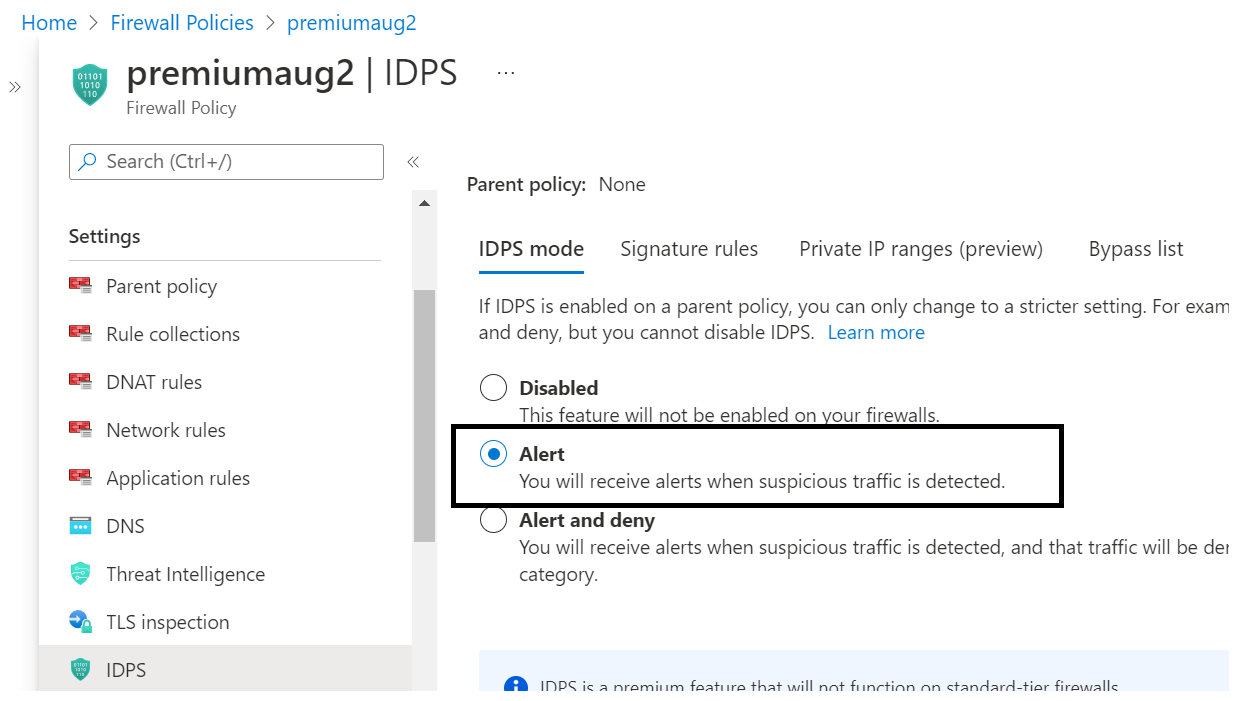 Home > Firewall Policies > premiumaug2
»
premiumaug2 | IDPS ...
Firewall Policy
Search (Ctrl+/)
«
Settings
Parent policy
Rule collections
DNAT rules
Network rules
Application rules
DNS
Threat Intelligence
TLS inspection
IDPS
Parent policy: None
IDPS mode Signature rules Private IP ranges (preview) Bypass list
If IDPS is enabled on a parent policy, you can only change to a stricter setting. For exam
and deny, but you cannot disable IDPS. Learn more
Disabled
This feature will not be enabled on your firewalls.
Alert
You will receive alerts when suspicious traffic is detected.
Alert and deny
You will receive alerts when suspicious traffic is detected, and that traffic will be der
category.
IDPS is a premium feature that will not function on standard-tier firewalls